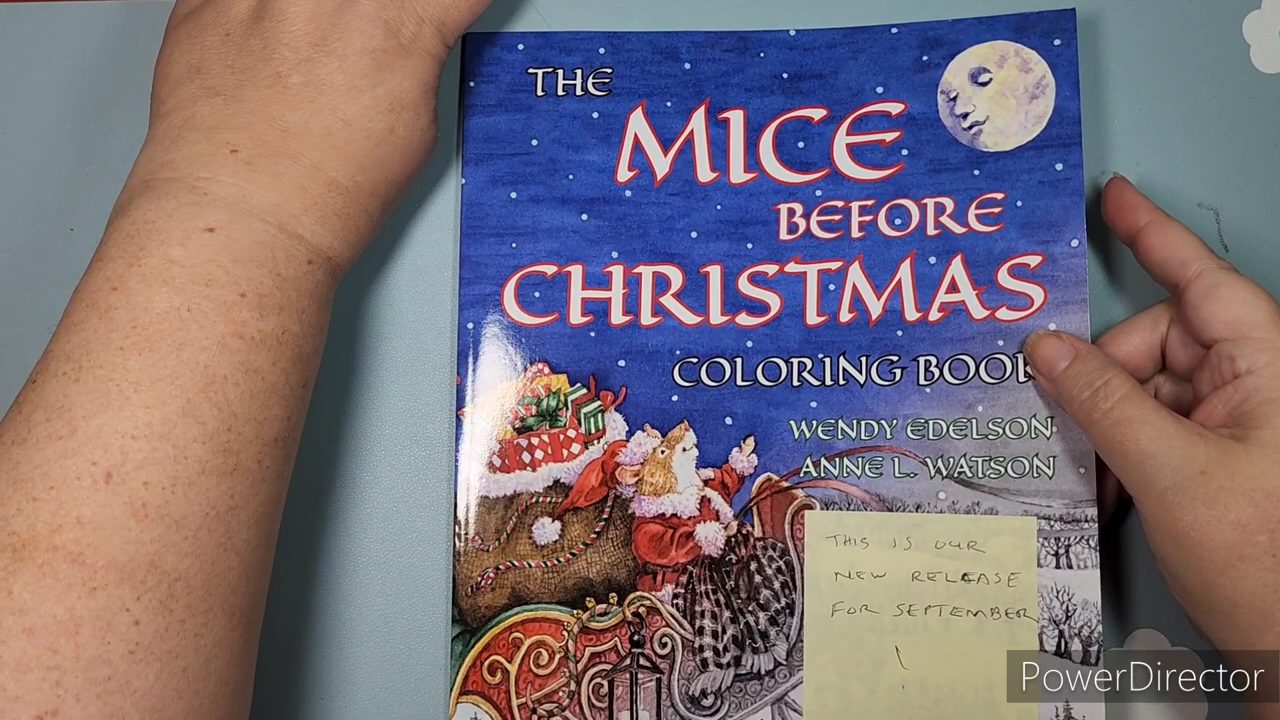 THE
MICE
BEFORE
CHRISTMAS
COLORING BOOK
WENDY EDELSON
ANNE L. WATSON
THIS IS OUR
NEW RELEASE
FOR SEPTEMBER
!
PowerDirector